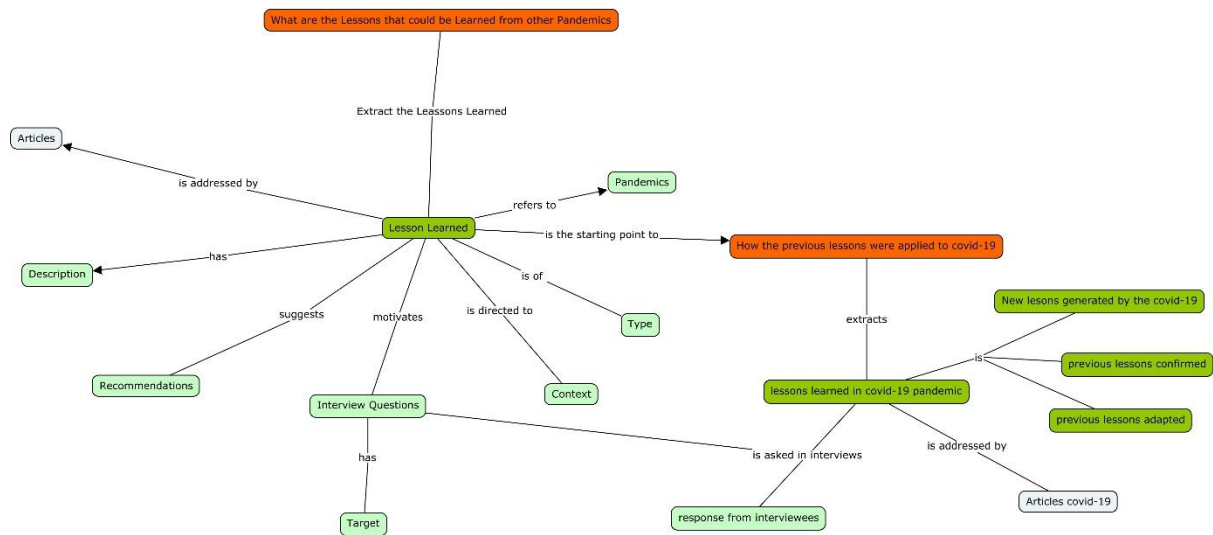 What are the Lessons that could be Learned from other Pandemics
Extract the Leassons Learned
Articles
is addressed by
Pandemics
refers to
Lesson Learned
is the starting point to
How the previous lessons were applied to covid-19
has
Description
is of
New lesons generated by the covid-19
suggests
motivates
is directed to
Type
extracts
is
previous lessons confirmed
Recommendations
Context
lessons learned in covid-19 pandemic
Interview Questions
previous lessons adapted
is addressed by
has
is asked in interviews
Articles covid-19
Target
response from interviewees